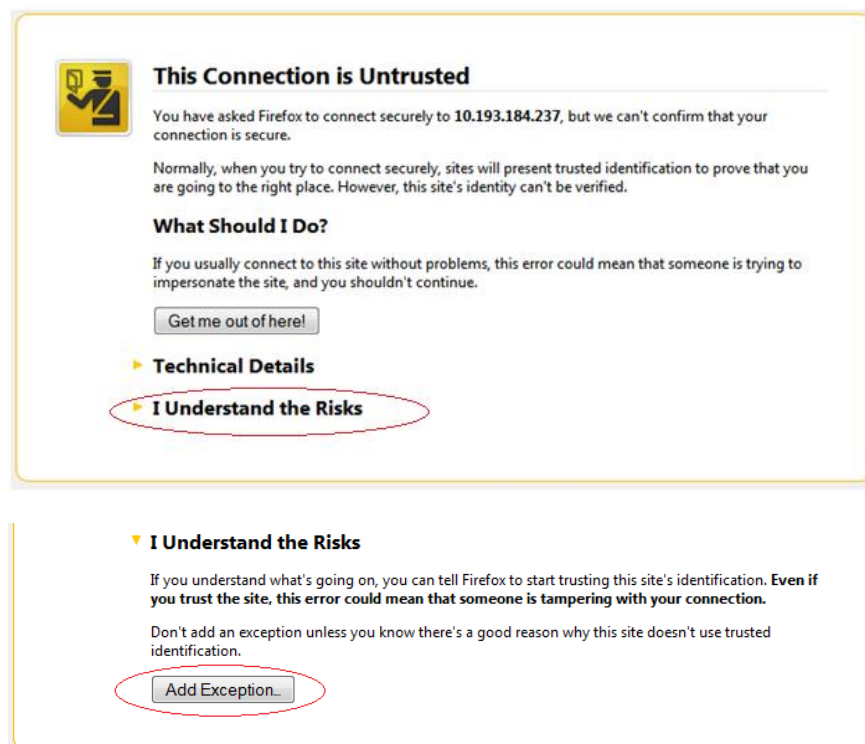 This Connection is Untrusted
You have asked Firefox to connect securely to 10.193.184.237, but we can't confirm that your
connection is secure.
Normally, when you try to connect securely, sites will present trusted identification to prove that you
are going to the right place. However, this site's identity can't be verified.
What Should I Do?
If you usually connect to this site without problems, this error could mean that someone is trying to
impersonate the site, and you shouldn't continue.
Get me out of here!
Technical Details
I Understand the Risks
I Understand the Risks
If you understand what's going on, you can tell Firefox to start trusting this site's identification. Even if
you trust the site, this error could mean that someone is tampering with your connection.
Don't add an exception unless you know there's a good reason why this site doesn't use trusted
identification.
Add Exception...